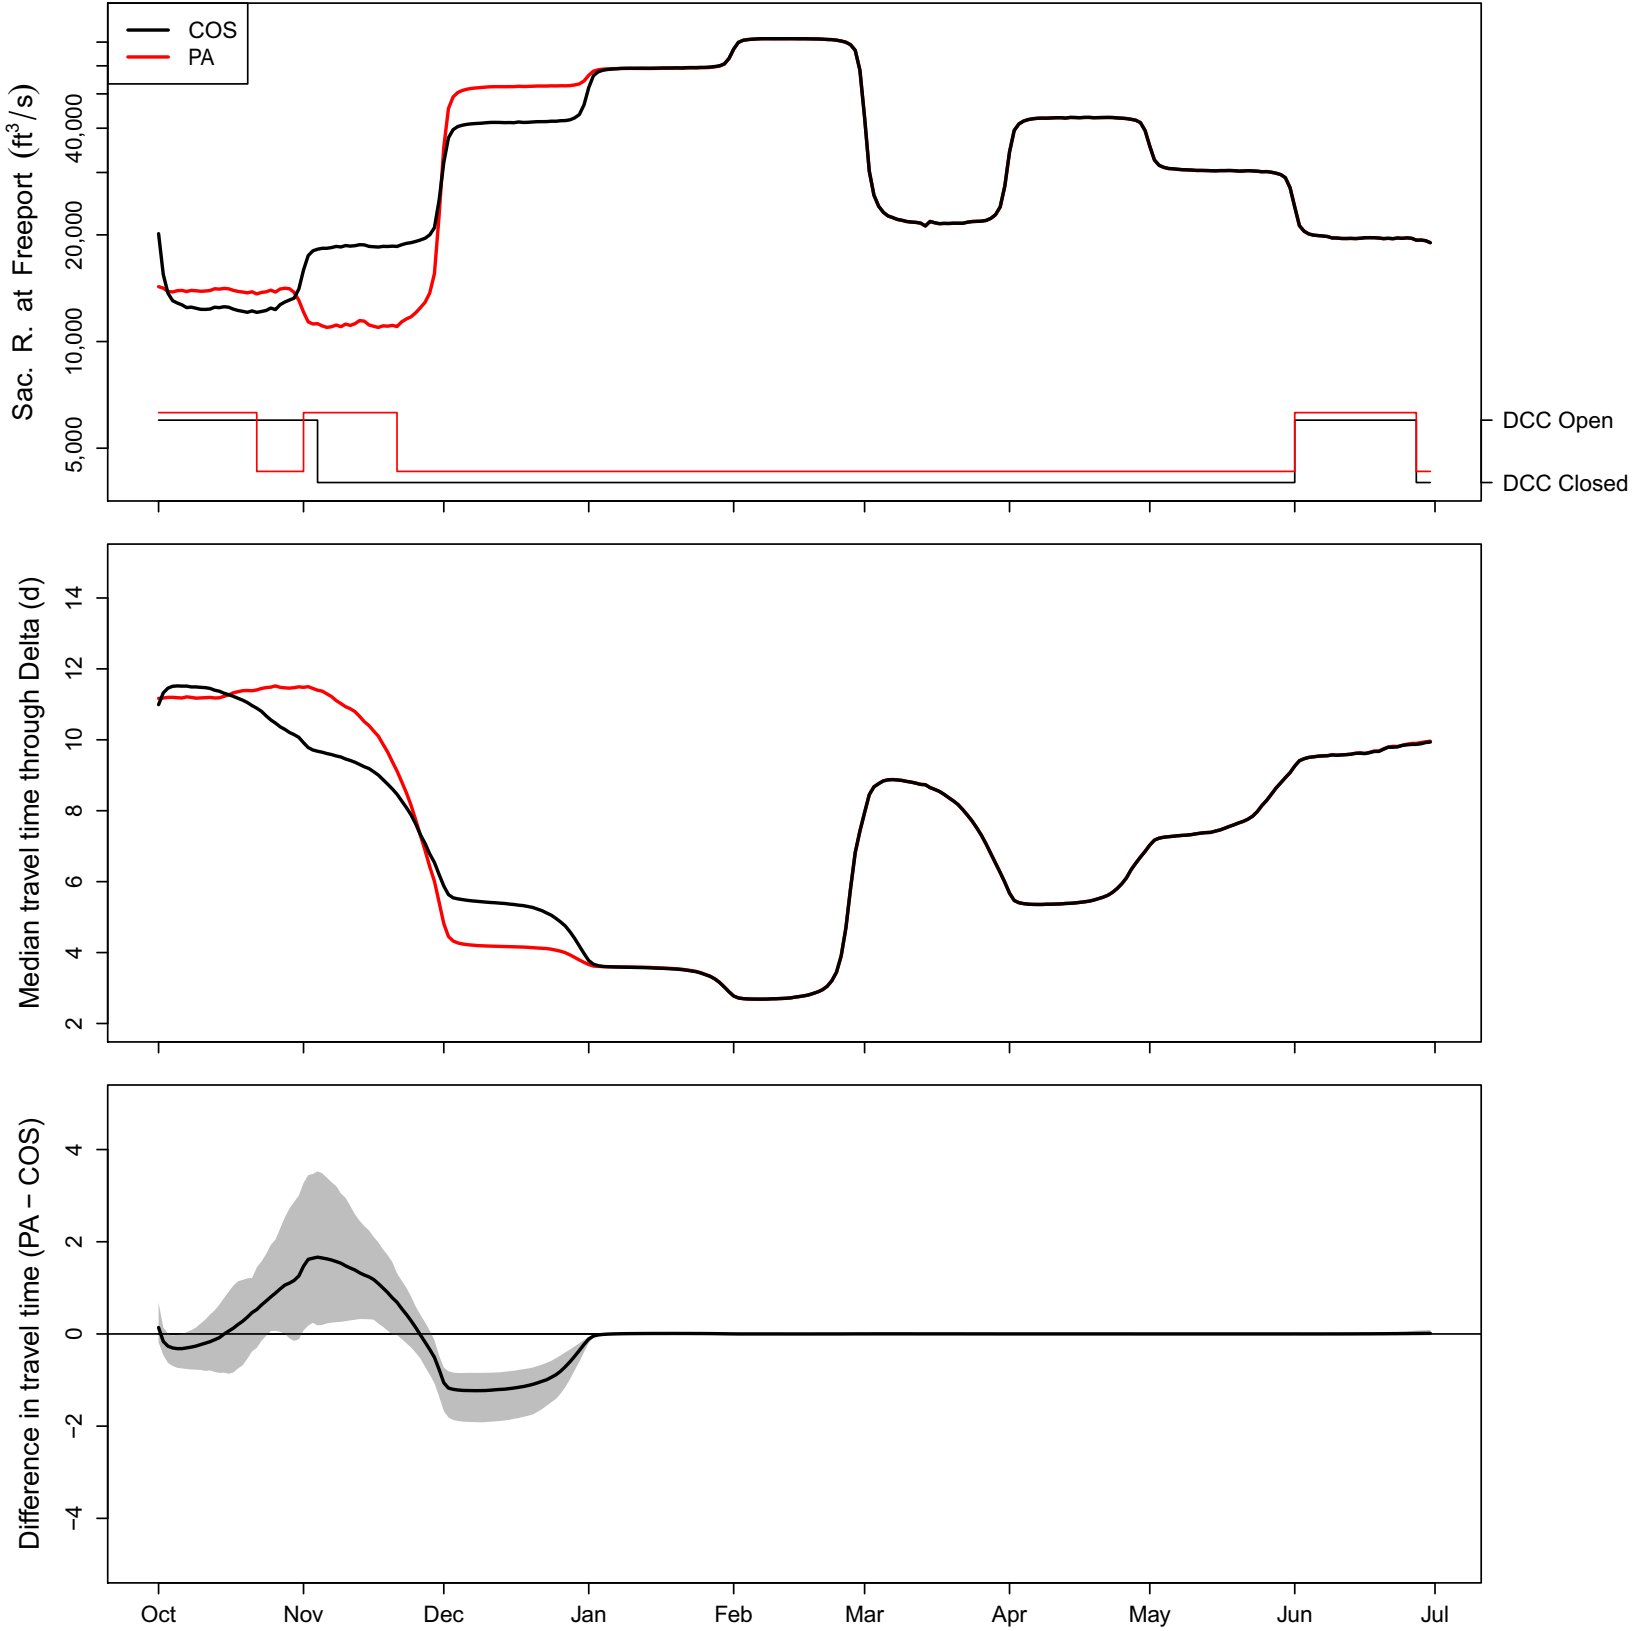 COS
PA
Sac. R. at Freeport (ft³/s)
40,000
20,000
10,000
5,000
DCC Open
DCC Closed
Median travel time through Delta (d)
14
12
10
8
6
4
2
Difference in travel time (PA − COS)
4
2
0
−2
−4
Oct Nov Dec Jan Feb Mar Apr May Jun Jul